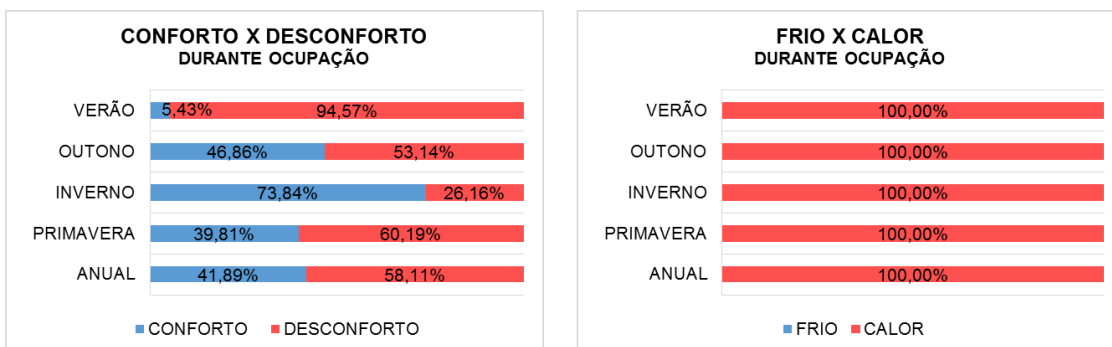 CONFORTO X DESCONFORTO
DURANTE OCUPAÇÃO
VERÃO 5,43% 94,57%
OUTONO 46,86% 53,14%
INVERNO 73,84% 26,16%
PRIMAVERA 39,81% 60,19%
ANUAL 41,89% 58,11%
CONFORTO DESCONFORTO
FRIO X CALOR
DURANTE OCUPAÇÃO
VERÃO 100,00%
OUTONO 100,00%
INVERNO 100,00%
PRIMAVERA 100,00%
ANUAL 100,00%
FRIO CALOR